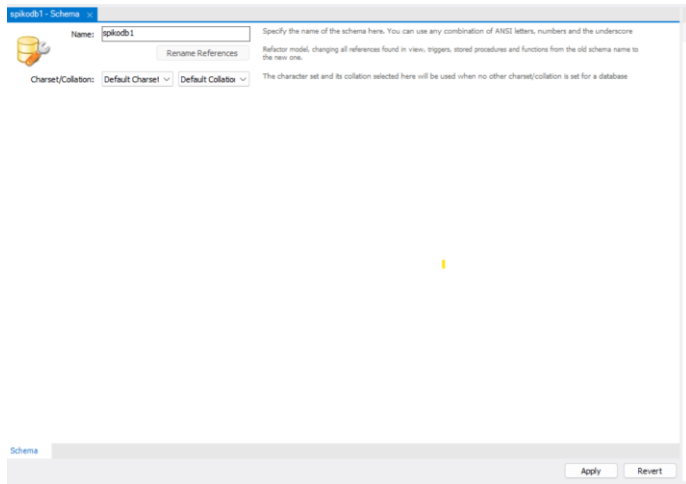 spikodb1 - Schema
Name: spikodb1 Specify the name of the schema here. You can use any combination of ANSI letters, numbers and the underscore
Rename References Refactor model, changing all references found in view, triggers, stored procedures and functions from the old schema name to
the new one.
Charset/Collation: Default Charset Default Collation The character set and its collation selected here will be used when no other charset/collation is set for a database
Schema
Apply Revert